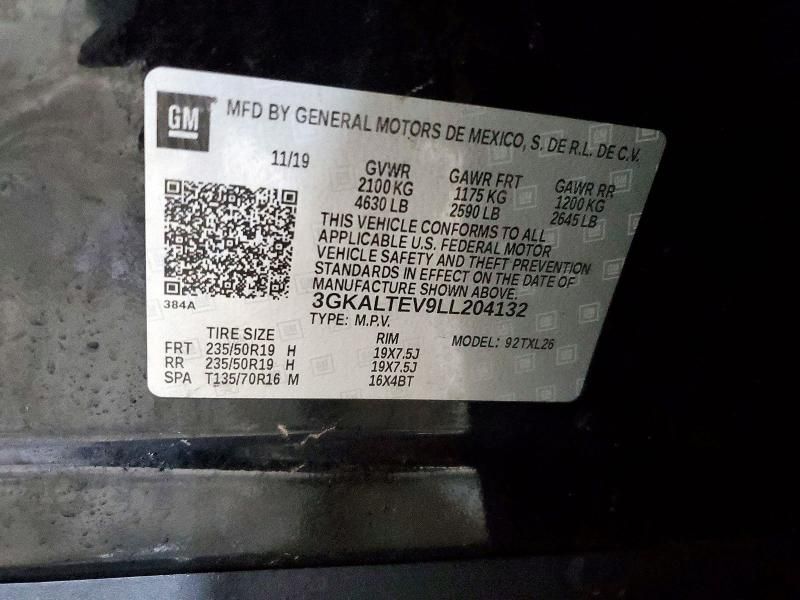 GM MFD BY GENERAL MOTORS DE MEXICO, S. DE R.L. DE C.V.
11/19 GVWR GAWR FRT GAWR RR
2100 KG 1175 KG 1200 KG
4630 LB 2590 LB 2645 LB
THIS VEHICLE CONFORMS TO ALL
APPLICABLE U.S. FEDERAL MOTOR
VEHICLE SAFETY AND THEFT PREVENTION
STANDARDS IN EFFECT ON THE DATE OF
MANUFACTURE SHOWN ABOVE.
384A 3GKALTEV9LL204132
TYPE: M.P.V. MODEL: 92TXL26
TIRE SIZE RIM
FRT 235/50R19 H 19X7.5J
RR 235/50R19 H 19X7.5J
SPA T135/70R16 M 16X4BT